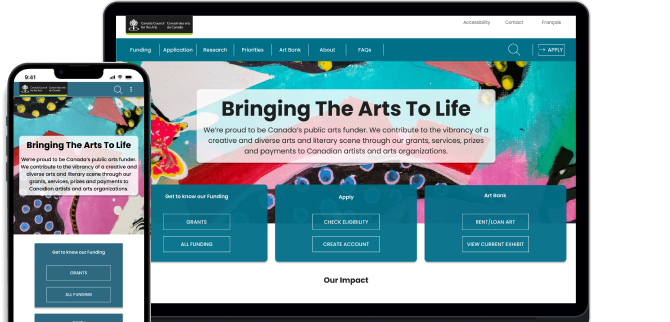 Canada Council for the Arts
Conseil des arts du Canada
Accessibility
Contact
Français
Funding
Application
Research
Priorities
Art Bank
About
FAQs
→ APPLY
Bringing The Arts To Life
We're proud to be Canada's public arts funder. We contribute to the vibrancy of a
creative and diverse arts and literary scene through our grants, services, prizes
and payments to Canadian artists and arts organizations.
Get to know our Funding
GRANTS
ALL FUNDING
Apply
CHECK ELIGIBILITY
CREATE ACCOUNT
Art Bank
RENT/LOAN ART
VIEW CURRENT EXHIBIT
Our Impact
9:41
Canada Council for the Arts
Conseil des arts du Canada
Bringing The Arts To Life
We're proud to be Canada's public arts funder.
We contribute to the vibrancy of a creative and
diverse arts and literary scene through our
grants, services, prizes and payments to
Canadian artists and arts organizations.
Get to know our Funding
GRANTS
ALL FUNDING